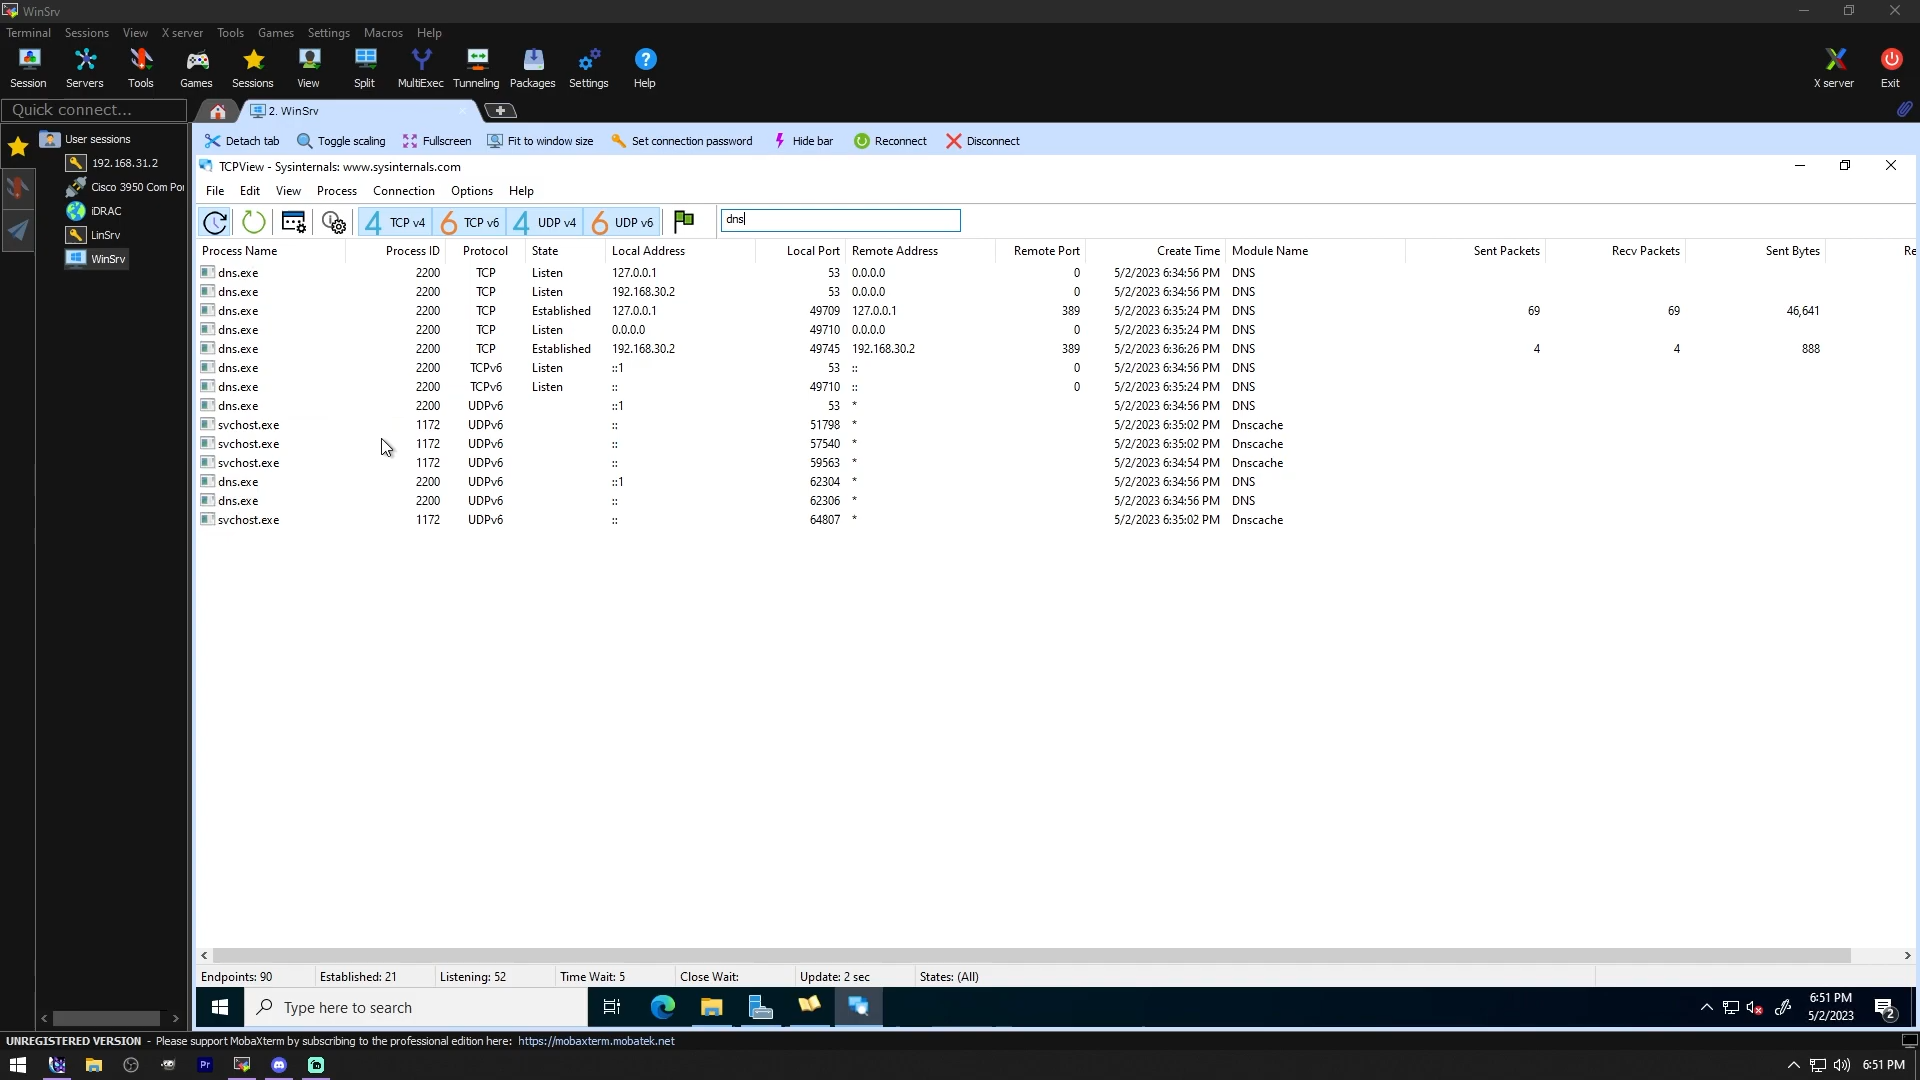 WinSrv
Terminal Sessions View X server Tools Games Settings Macros Help
Session Servers Tools Games Sessions View Split MultiExec Tunneling Packages Settings Help X server Exit
Quick connect...
2. WinSrv
User sessions
192.168.31.2
Cisco 3950 Com Por
iDRAC
LinSrv
WinSrv
Detach tab Toggle scaling Fullscreen Fit to window size Set connection password Hide bar Reconnect Disconnect
TCPView - Sysinternals: www.sysinternals.com
File Edit View Process Connection Options Help
4 TCP v4 6 TCP v6 4 UDP v4 6 UDP v6 dns
Process Name Process ID Protocol State Local Address Local Port Remote Address Remote Port Create Time Module Name Sent Packets Recv Packets Sent Bytes Re
dns.exe 2200 TCP Listen 127.0.0.1 53 0.0.0.0 0 5/2/2023 6:34:56 PM DNS
dns.exe 2200 TCP Listen 192.168.30.2 53 0.0.0.0 0 5/2/2023 6:34:56 PM DNS
dns.exe 2200 TCP Established 127.0.0.1 49709 127.0.0.1 389 5/2/2023 6:35:24 PM DNS 69 69 46,641
dns.exe 2200 TCP Listen 0.0.0.0 49710 0.0.0.0 0 5/2/2023 6:35:24 PM DNS
dns.exe 2200 TCP Established 192.168.30.2 49745 192.168.30.2 389 5/2/2023 6:36:26 PM DNS 4 4 888
dns.exe 2200 TCPv6 Listen ::1 53 :: 0 5/2/2023 6:34:56 PM DNS
dns.exe 2200 TCPv6 Listen :: 49710 :: 0 5/2/2023 6:35:24 PM DNS
dns.exe 2200 UDPv6 ::1 53 * 5/2/2023 6:34:56 PM DNS
svchost.exe 1172 UDPv6 :: 51798 * 5/2/2023 6:35:02 PM Dnscache
svchost.exe 1172 UDPv6 :: 57540 * 5/2/2023 6:35:02 PM Dnscache
svchost.exe 1172 UDPv6 :: 59563 * 5/2/2023 6:34:54 PM Dnscache
dns.exe 2200 UDPv6 ::1 62304 * 5/2/2023 6:34:56 PM DNS
dns.exe 2200 UDPv6 :: 62306 * 5/2/2023 6:34:56 PM DNS
svchost.exe 1172 UDPv6 :: 64807 * 5/2/2023 6:35:02 PM Dnscache
Endpoints: 90 Established: 21 Listening: 52 Time Wait: 5 Close Wait: Update: 2 sec States: (All)
Type here to search
6:51 PM
5/2/2023
2
UNREGISTERED VERSION - Please support MobaXterm by subscribing to the professional edition here: https://mobaxterm.mobatek.net
Pr
6:51 PM